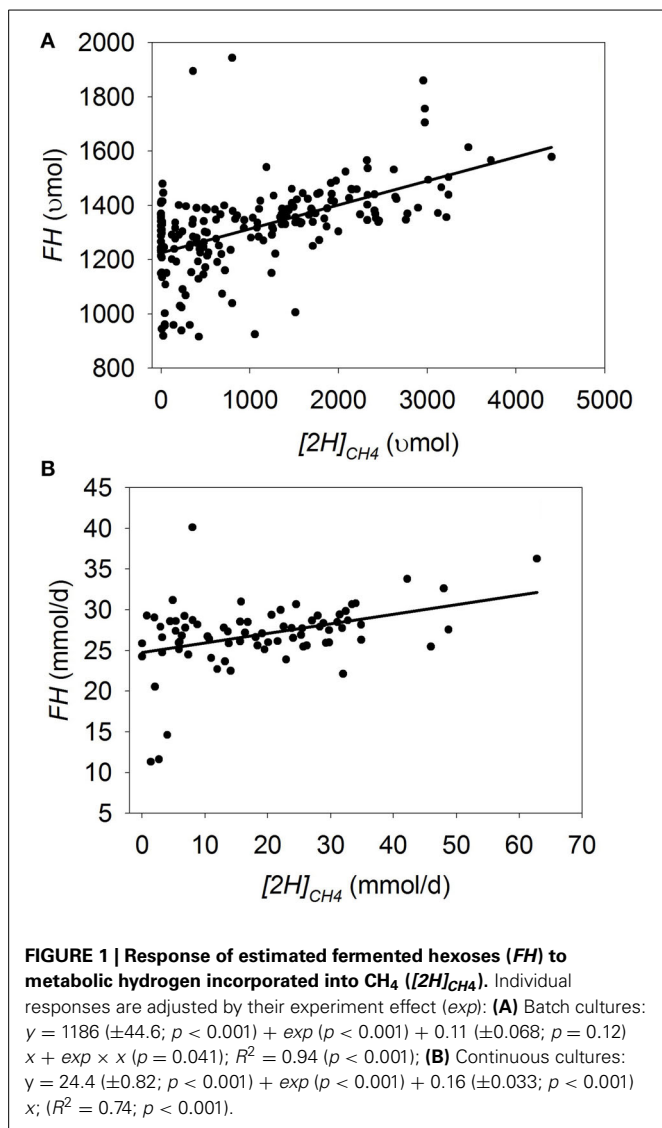 A
2000
1800
1600
1400
1200
1000
800
FH (υmol)
0 1000 2000 3000 4000 5000
[2H]CH4 (υmol)
B
45
40
35
30
25
20
15
10
5
FH (mmol/d)
0 10 20 30 40 50 60 70
[2H]CH4 (mmol/d)
FIGURE 1 | Response of estimated fermented hexoses (FH) to
metabolic hydrogen incorporated into CH4 ([2H]CH4). Individual
responses are adjusted by their experiment effect (exp): (A) Batch cultures:
y = 1186 (±44.6; p < 0.001) + exp (p < 0.001) + 0.11 (±0.068; p = 0.12)
x + exp × x (p = 0.041); R² = 0.94 (p < 0.001); (B) Continuous cultures:
y = 24.4 (±0.82; p < 0.001) + exp (p < 0.001) + 0.16 (±0.033; p < 0.001)
x; (R² = 0.74; p < 0.001).